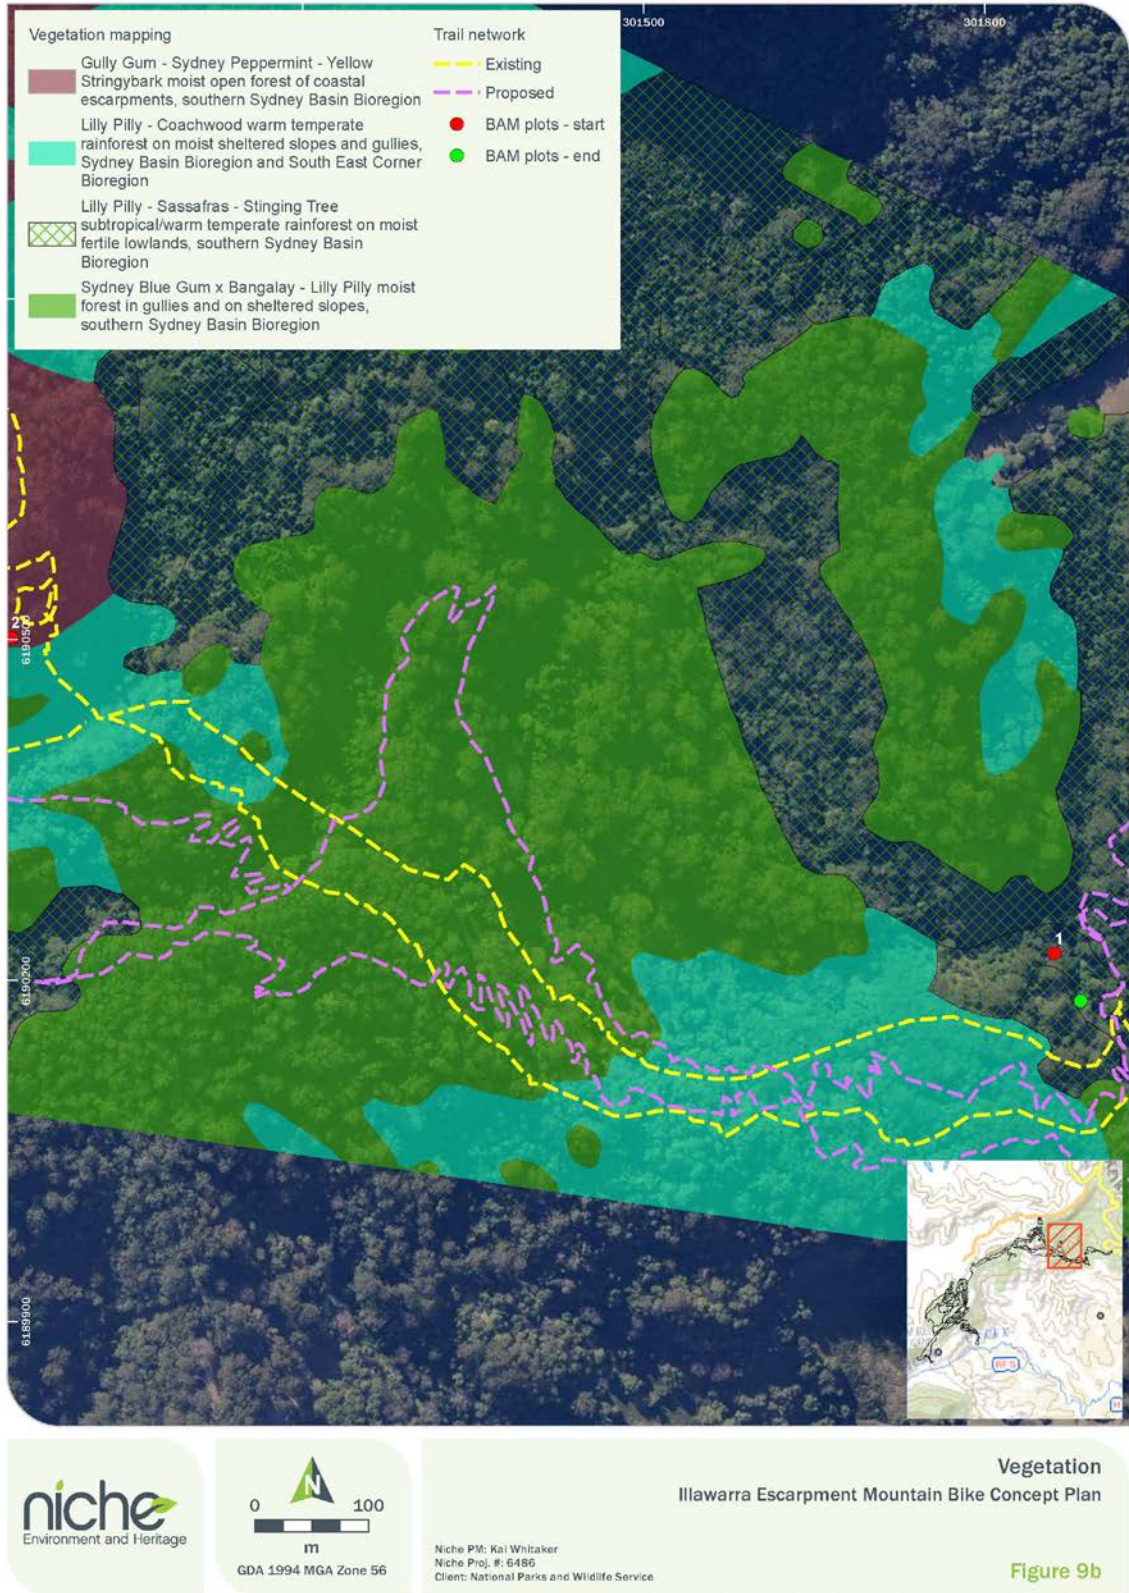 301500
301800
Vegetation mapping
Gully Gum - Sydney Peppermint - Yellow
Stringybark moist open forest of coastal
escarpments, southern Sydney Basin Bioregion
Lilly Pilly - Coachwood warm temperate
rainforest on moist sheltered slopes and gullies,
Sydney Basin Bioregion and South East Corner
Bioregion
Lilly Pilly - Sassafras - Stinging Tree
subtropical/warm temperate rainforest on moist
fertile lowlands, southern Sydney Basin
Bioregion
Sydney Blue Gum x Bangalay - Lilly Pilly moist
forest in gullies and on sheltered slopes,
southern Sydney Basin Bioregion
Trail network
Existing
Proposed
BAM plots - start
BAM plots - end
2
6190500
1
6190200
6189900
RFS
H
niche
Environment and Heritage
N
0 100
m
GDA 1994 MGA Zone 56
Niche PM: Kai Whitaker
Niche Proj. #: 6486
Client: National Parks and Wildlife Service
Vegetation
Illawarra Escarpment Mountain Bike Concept Plan
Figure 9b